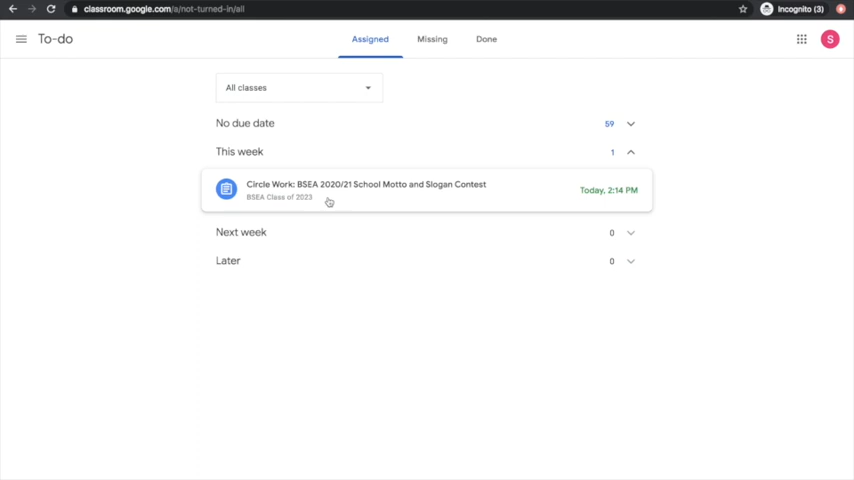 classroom.google.com/a/not-turned-in/all
Incognito (3)
To-do
Assigned Missing Done
S
All classes
No due date 59
This week 1
Circle Work: BSEA 2020/21 School Motto and Slogan Contest
BSEA Class of 2023
Today, 2:14 PM
Next week 0
Later 0